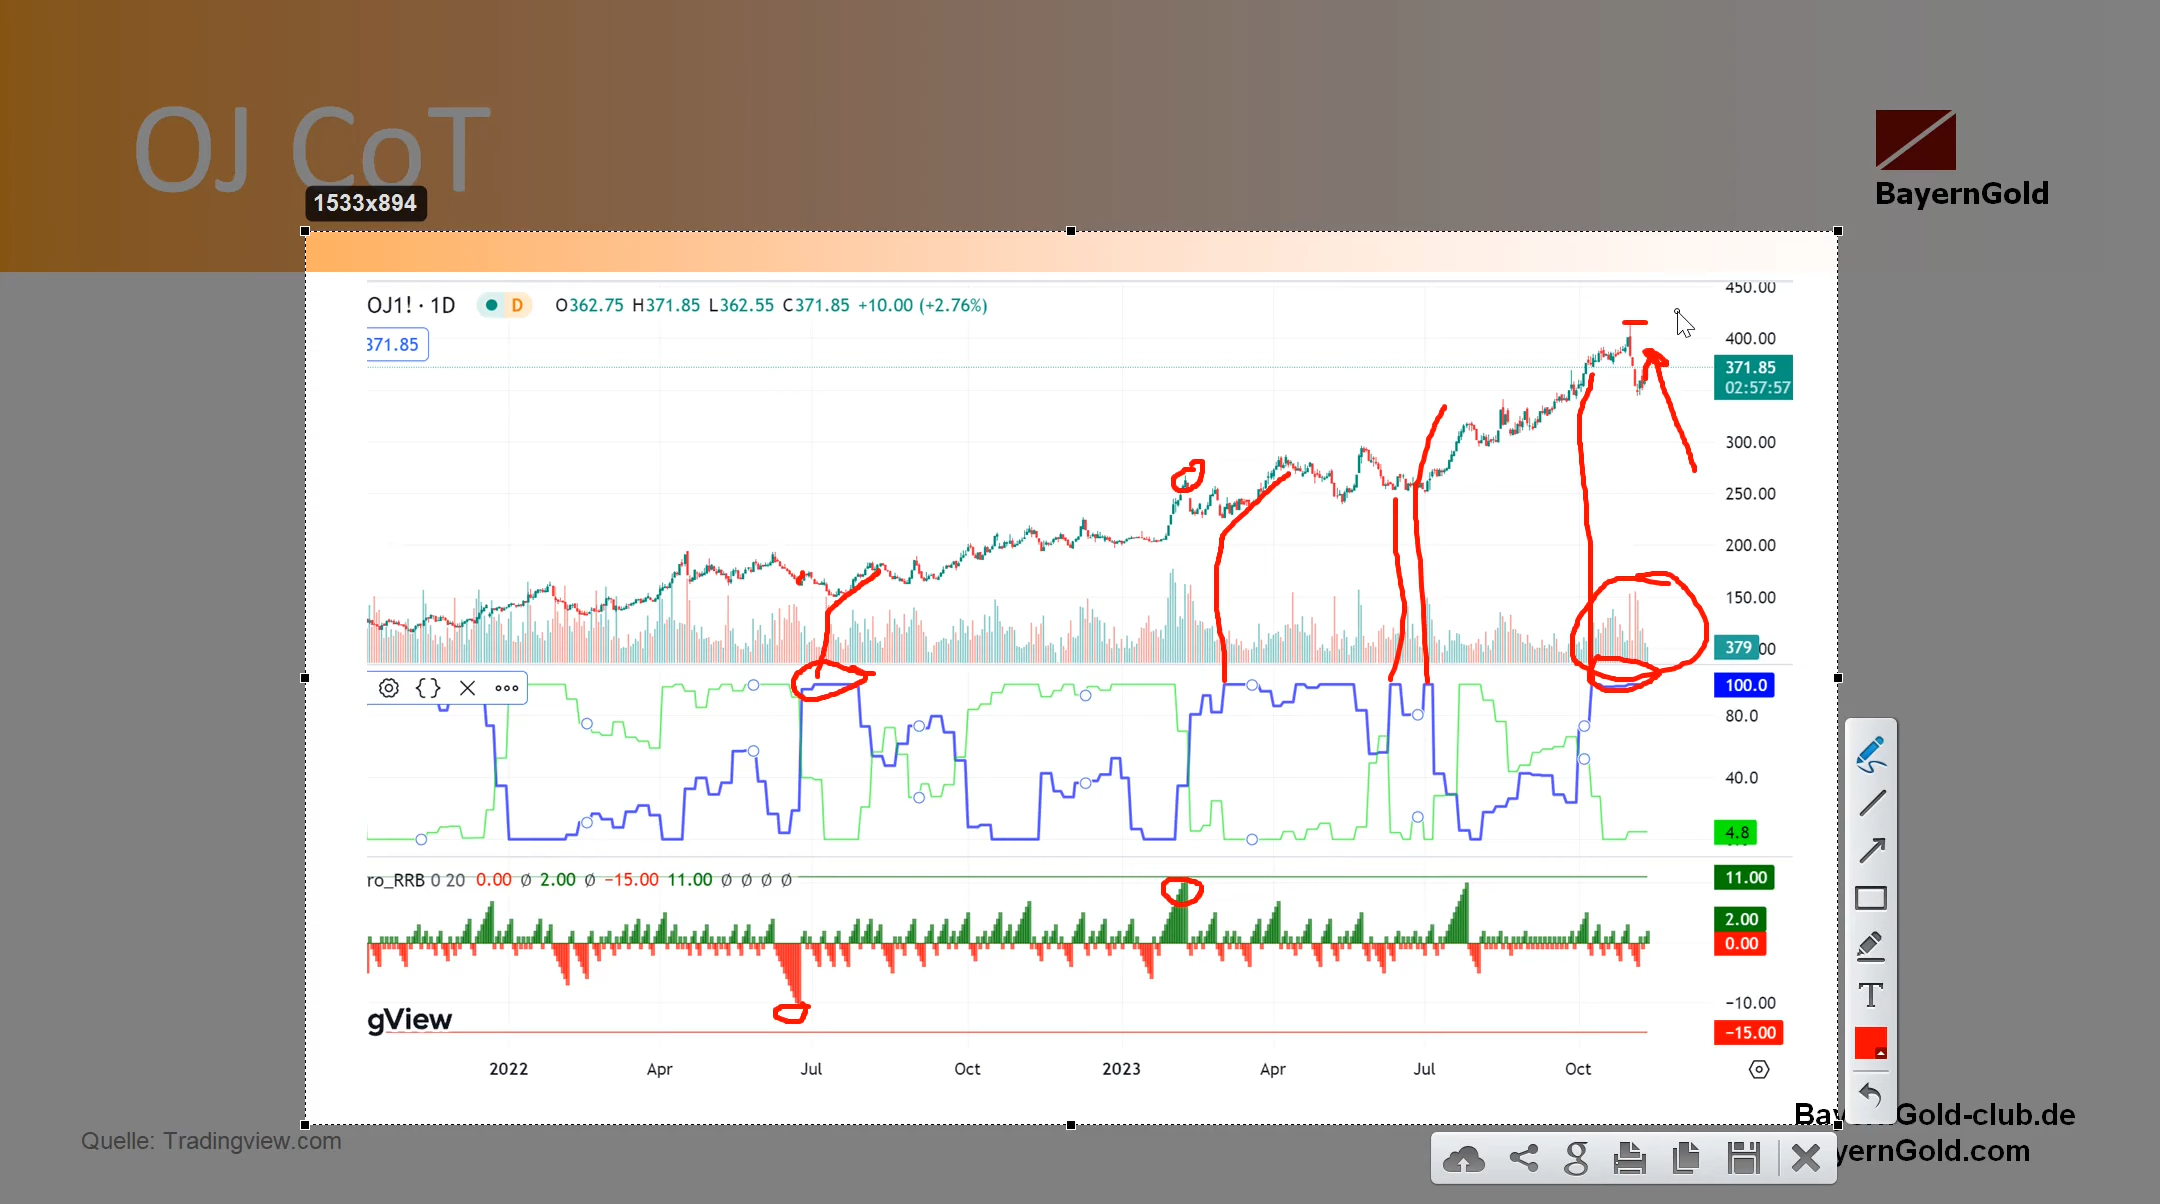 OJ CoT
BayernGold
1533x894
OJ1! · 1D D O362.75 H371.85 L362.55 C371.85 +10.00 (+2.76%)
371.85
450.00
400.00
371.85
02:57:57
300.00
250.00
200.00
150.00
379 00
100.0
80.0
40.0
4.8
ro_RRB 0 20 0.00 Ø 2.00 Ø −15.00 11.00 Ø Ø Ø Ø
11.00
2.00
0.00
−10.00
−15.00
gView
2022 Apr Jul Oct 2023 Apr Jul Oct
Quelle: Tradingview.com
Bay Gold-club.de
yernGold.com